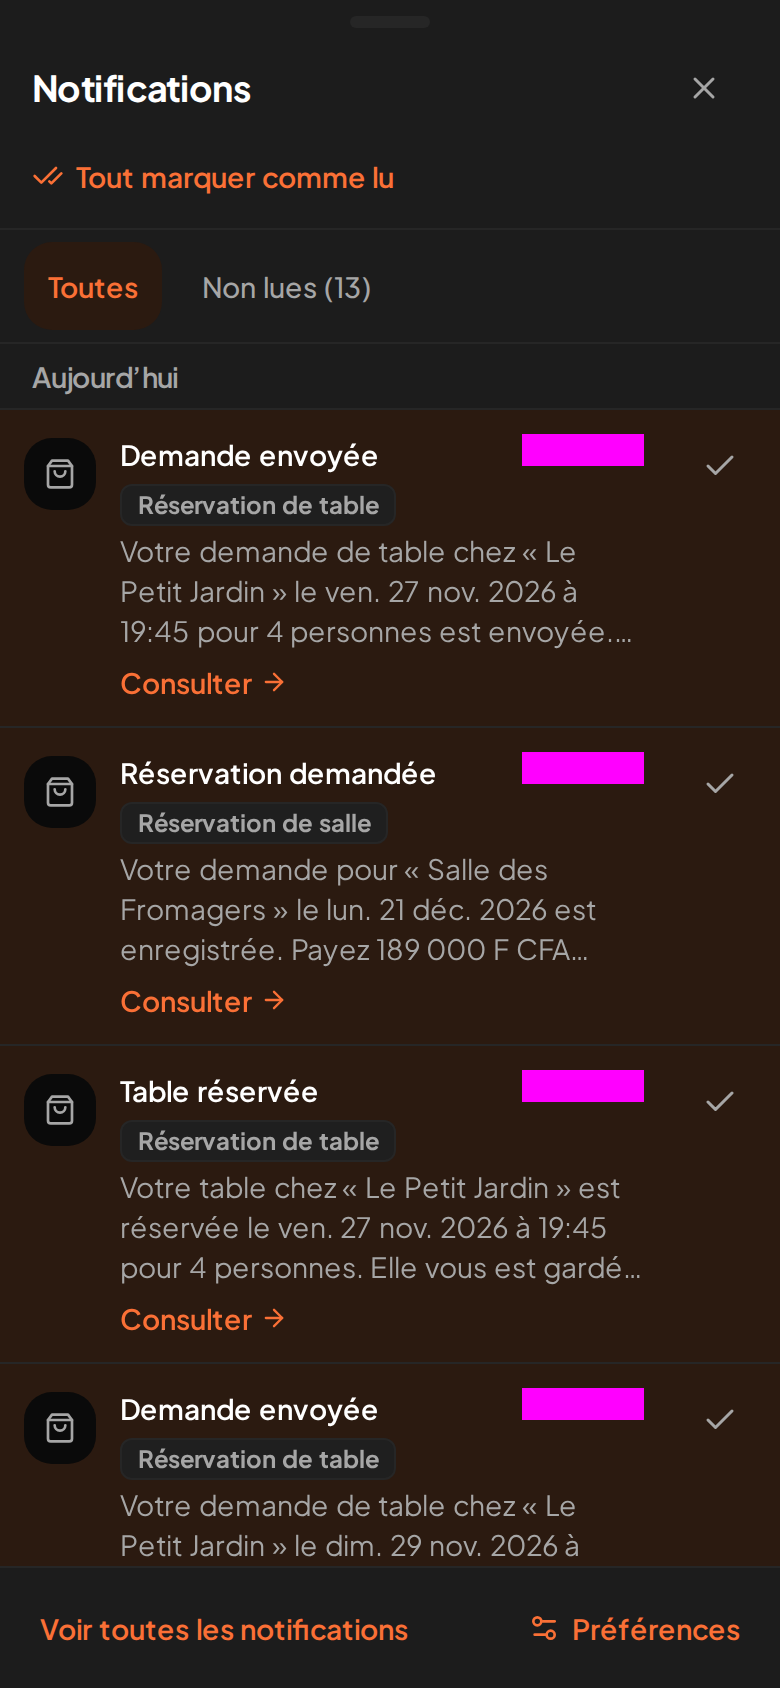 Notifications
Tout marquer comme lu
Toutes
Non lues (13)
Aujourd’hui
Demande envoyée
Réservation de table
Votre demande de table chez « Le
Petit Jardin » le ven. 27 nov. 2026 à
19:45 pour 4 personnes est envoyée.…
Consulter
Réservation demandée
Réservation de salle
Votre demande pour « Salle des
Fromagers » le lun. 21 déc. 2026 est
enregistrée. Payez 189 000 F CFA…
Consulter
Table réservée
Réservation de table
Votre table chez « Le Petit Jardin » est
réservée le ven. 27 nov. 2026 à 19:45
pour 4 personnes. Elle vous est gardé…
Consulter
Demande envoyée
Réservation de table
Votre demande de table chez « Le
Petit Jardin » le dim. 29 nov. 2026 à
Voir toutes les notifications
Préférences